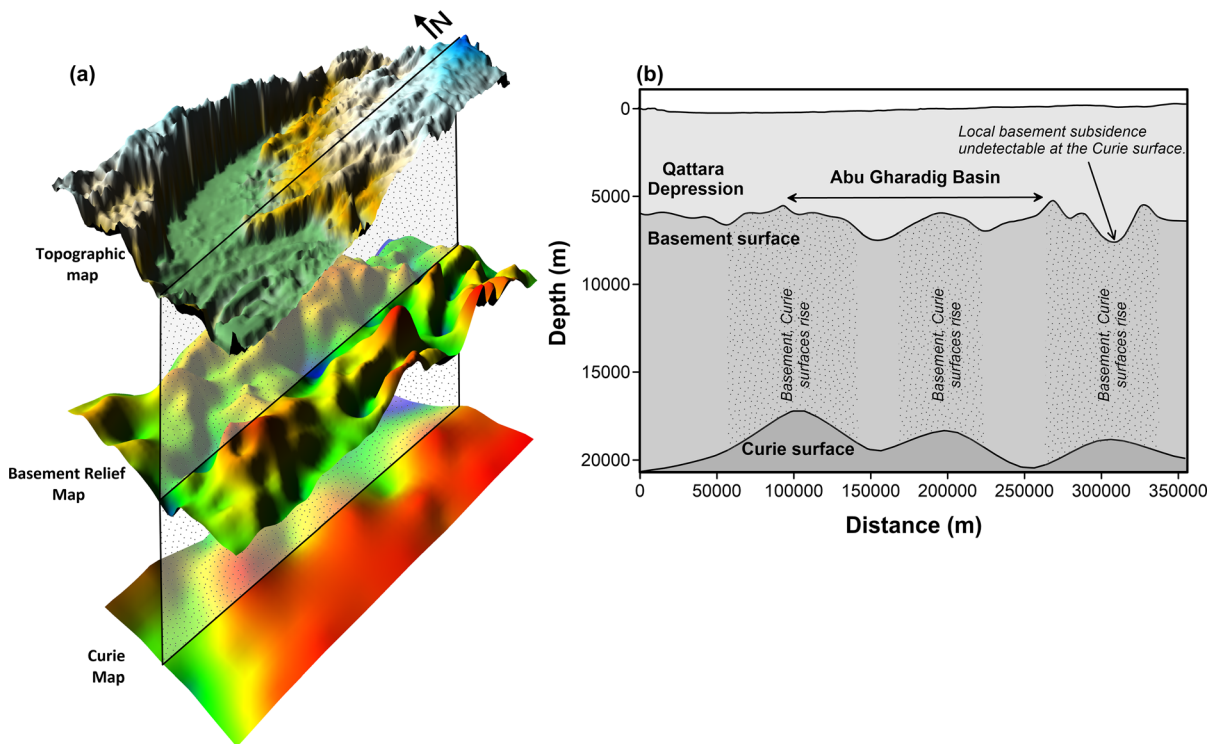 (a)
N
Topographic
map
Basement Relief
Map
Curie
Map
(b)
Depth (m)
0
5000
10000
15000
20000
Local basement subsidence
undetectable at the Curie surface.
Qattara
Depression
Abu Gharadig Basin
Basement surface
Basement, Curie
surfaces rise
Basement, Curie
surfaces rise
Basement, Curie
surfaces rise
Curie surface
0
50000
100000
150000
200000
250000
300000
350000
Distance (m)